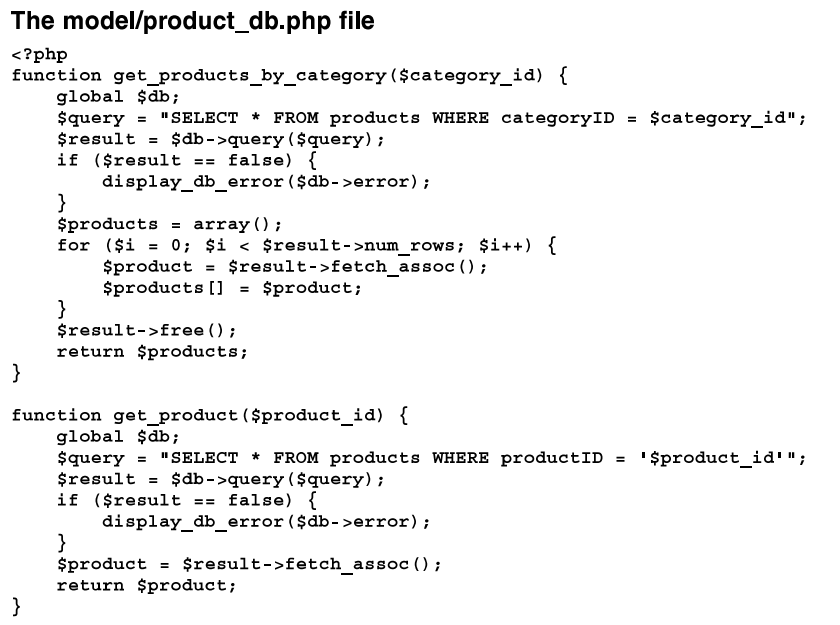 The model/product_db.php file
<?php
function get_products_by_category($category_id) {
    global $db;
    $query = "SELECT * FROM products WHERE categoryID = $category_id";
    $result = $db->query($query);
    if ($result == false) {
        display_db_error($db->error);
    }
    $products = array();
    for ($i = 0; $i < $result->num_rows; $i++) {
        $product = $result->fetch_assoc();
        $products[] = $product;
    }
    $result->free();
    return $products;
}

function get_product($product_id) {
    global $db;
    $query = "SELECT * FROM products WHERE productID = '$product_id'";
    $result = $db->query($query);
    if ($result == false) {
        display_db_error($db->error);
    }
    $product = $result->fetch_assoc();
    return $product;
}